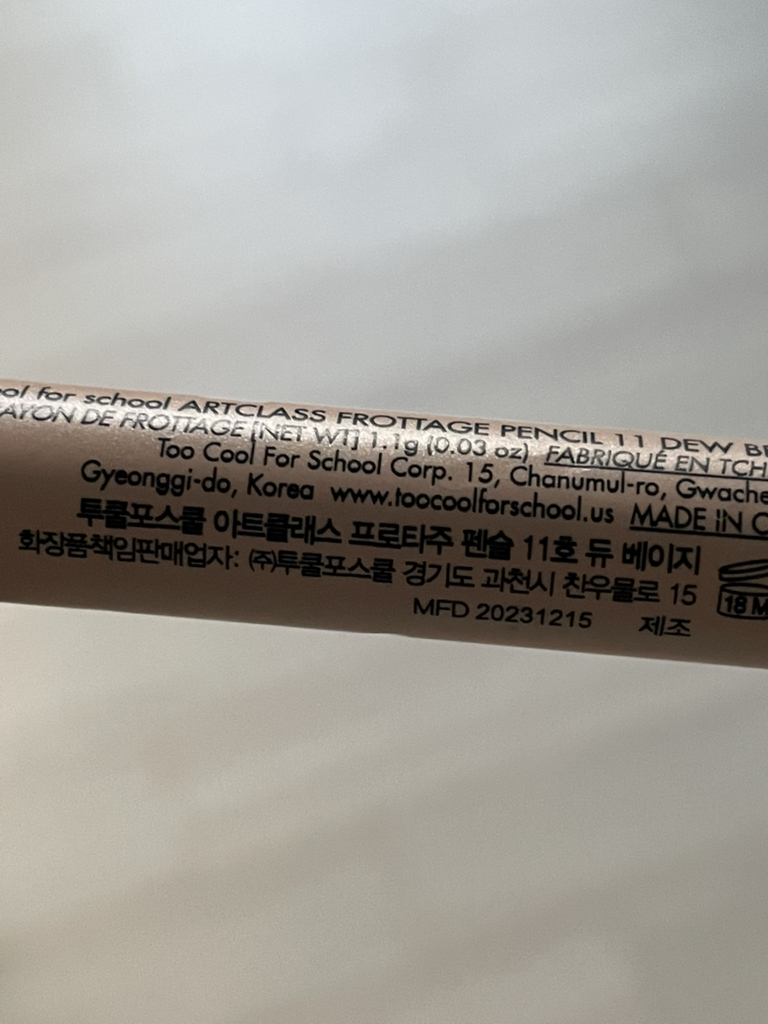 ool for school ARTCLASS FROTTAGE PENCIL 11 DEW BE
AYON DE FROTTAGE [NET WT] 1.1g (0.03 oz) FABRIQUÉ EN TCH
Too Cool For School Corp. 15, Chanumul-ro, Gwache
Gyeonggi-do, Korea www.toocoolforschool.us MADE IN C
투쿨포스쿨 아트클래스 프로타주 펜슬 11호 듀 베이지
화장품책임판매업자: ㈜투쿨포스쿨 경기도 과천시 찬우물로 15
18 M
MFD 20231215 제조